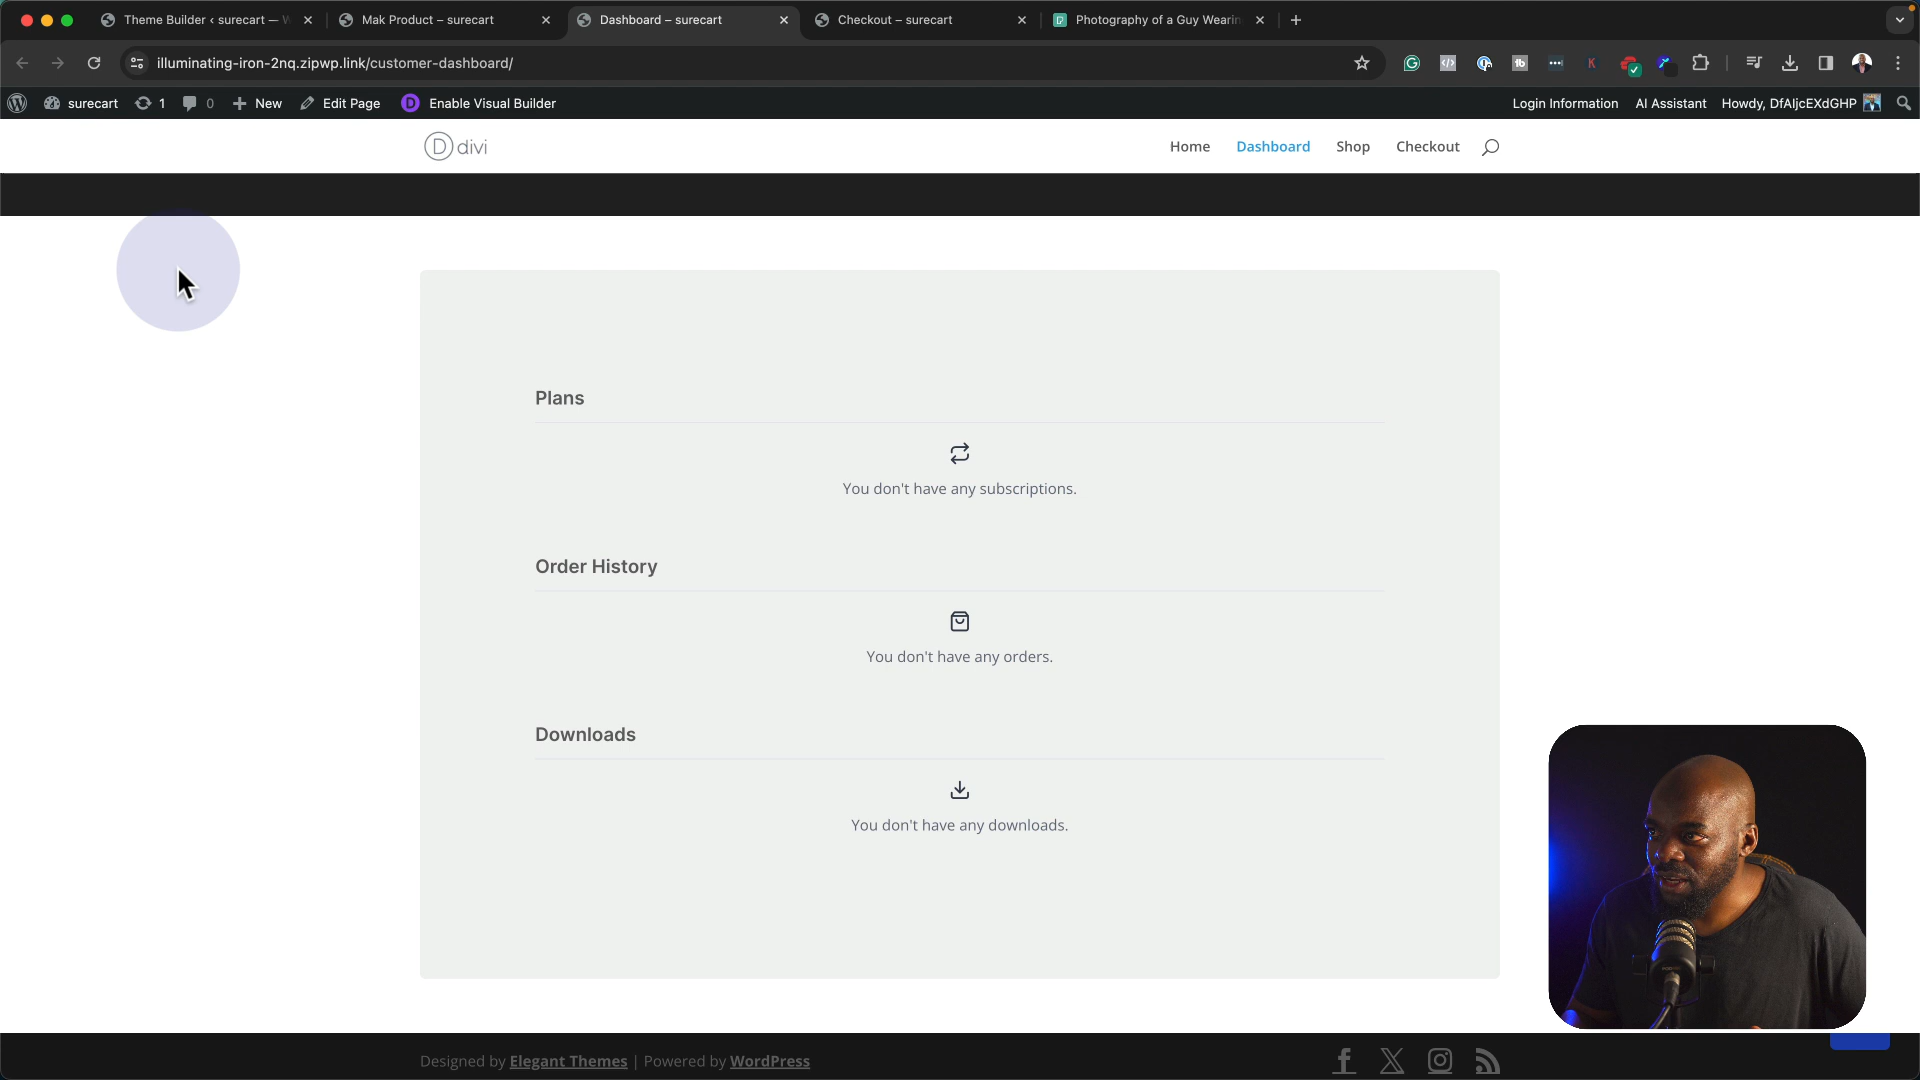 Theme Builder ‹ surecart — W
Mak Product – surecart
Dashboard – surecart
Checkout – surecart
Photography of a Guy Wearin
illuminating-iron-2nq.zipwp.link/customer-dashboard/
surecart 1 0 New Edit Page Enable Visual Builder
Login Information AI Assistant Howdy, DfAljcEXdGHP
divi
Home Dashboard Shop Checkout
Plans
You don't have any subscriptions.
Order History
You don't have any orders.
Downloads
You don't have any downloads.
Designed by Elegant Themes | Powered by WordPress